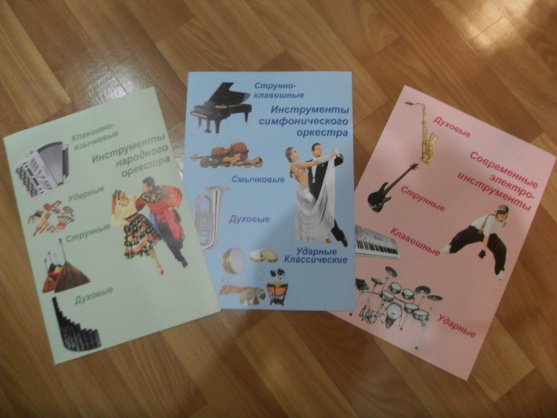 Клавишно-
язычковые
Инструменты
народного
оркестра
Ударные
Струнные
Духовые
Струнно-
клавишные
Инструменты
симфонического
оркестра
Смычковые
Духовые
Ударные
Классические
Духовые
Современные
электро-
инструменты
Струнные
Клавишные
Ударные